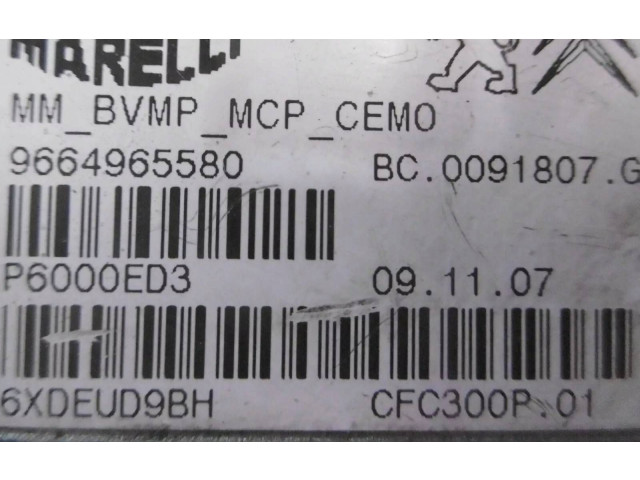 MARELLI
MM_BVMP_MCP_CEMO
9664965580 BC.0091807.G
P6000ED3 09.11.07
6XDEUD9BH CFC300P.01